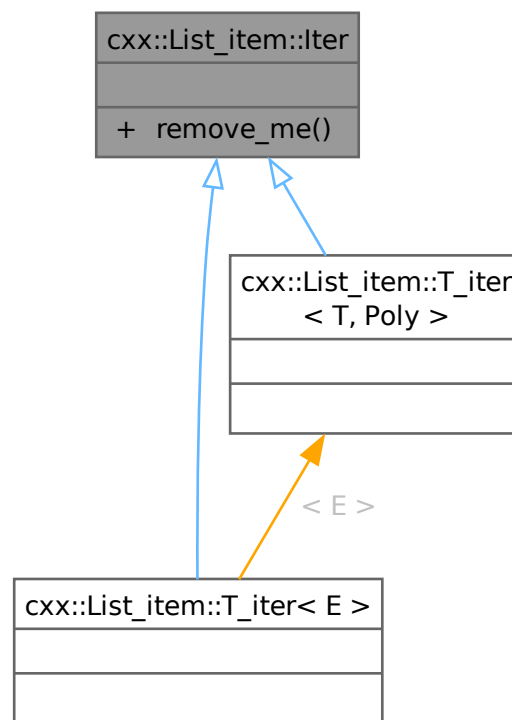 cxx::List_item::Iter
+ remove_me()
cxx::List_item::T_iter
< T, Poly >
< E >
cxx::List_item::T_iter< E >